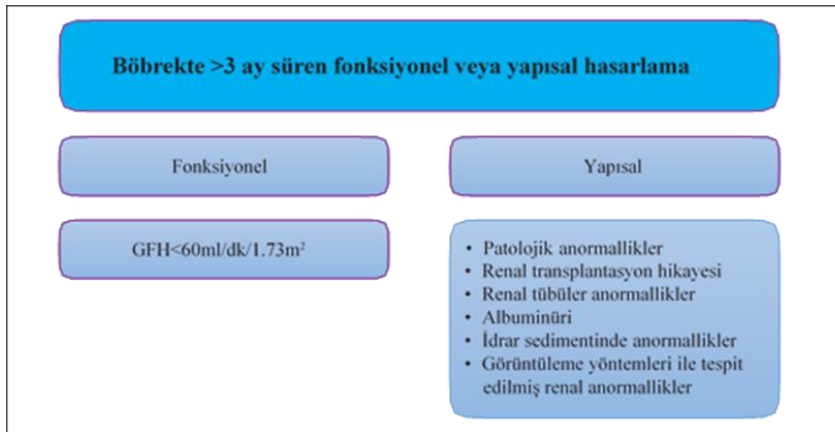 Böbrekte >3 ay süren fonksiyonel veya yapısal hasarlama
Fonksiyonel
GFH<60ml/dk/1.73m²
Yapısal
• Patolojik anormallikler
• Renal transplantasyon hikayesi
• Renal tübüler anormallikler
• Albuminüri
• İdrar sedimentinde anormallikler
• Görüntüleme yöntemleri ile tespit
edilmiş renal anormallikler